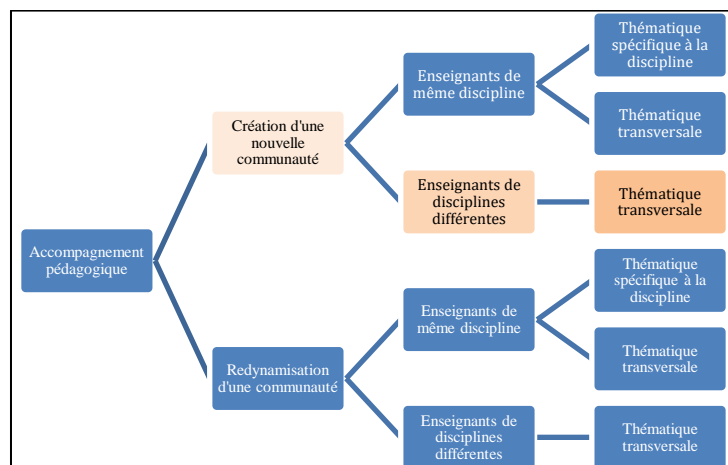 Accompagnement
pédagogique
Création d'une
nouvelle
communauté
Enseignants de
même discipline
Thématique
spécifique à la
discipline
Thématique
transversale
Enseignants de
disciplines
différentes
Thématique
transversale
Redynamisation
d'une communauté
Enseignants de
même discipline
Thématique
spécifique à la
discipline
Thématique
transversale
Enseignants de
disciplines
différentes
Thématique
transversale